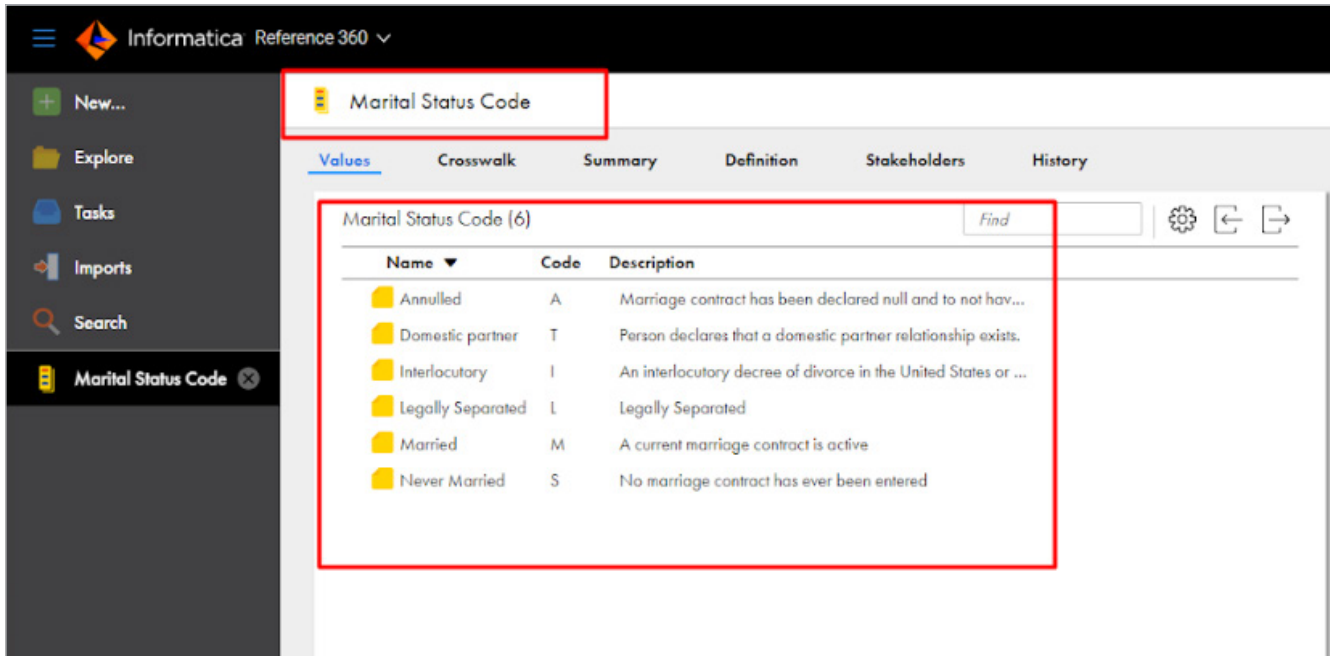 Informatica Reference 360
New...
Explore
Tasks
Imports
Search
Marital Status Code
Marital Status Code
Values Crosswalk Summary Definition Stakeholders History
Marital Status Code (6) Find
Name Code Description
Annulled A Marriage contract has been declared null and to not hav...
Domestic partner T Person declares that a domestic partner relationship exists.
Interlocutory I An interlocutory decree of divorce in the United States or ...
Legally Separated L Legally Separated
Married M A current marriage contract is active
Never Married S No marriage contract has ever been entered